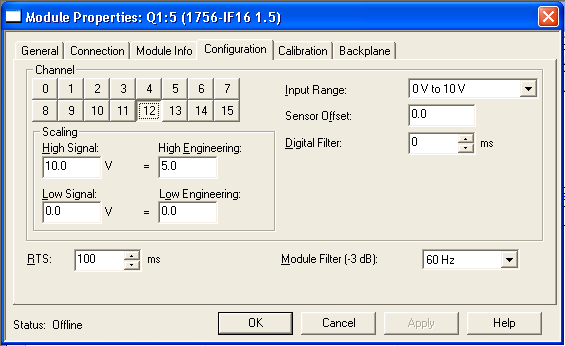 Module Properties: Q1:5 (1756-IF16 1.5)
General Connection Module Info Configuration Calibration Backplane
Channel
0 1 2 3 4 5 6 7
8 9 10 11 12 13 14 15
Input Range: 0 V to 10 V
Sensor Offset: 0.0
Digital Filter: 0 ms
Scaling
High Signal: High Engineering:
10.0 V = 5.0
Low Signal: Low Engineering:
0.0 V = 0.0
RTS: 100 ms Module Filter (-3 dB): 60 Hz
Status: Offline OK Cancel Apply Help